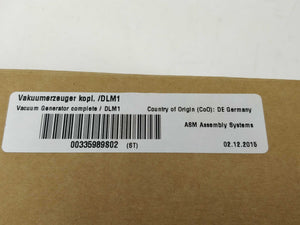 Vakuumerzeuger kopl. /DLM1
Vacuum Generator complete / DLM1
Country of Origin (CoO): DE Germany
ASM Assembly Systems
00335989S02 (ST)
02.12.2015